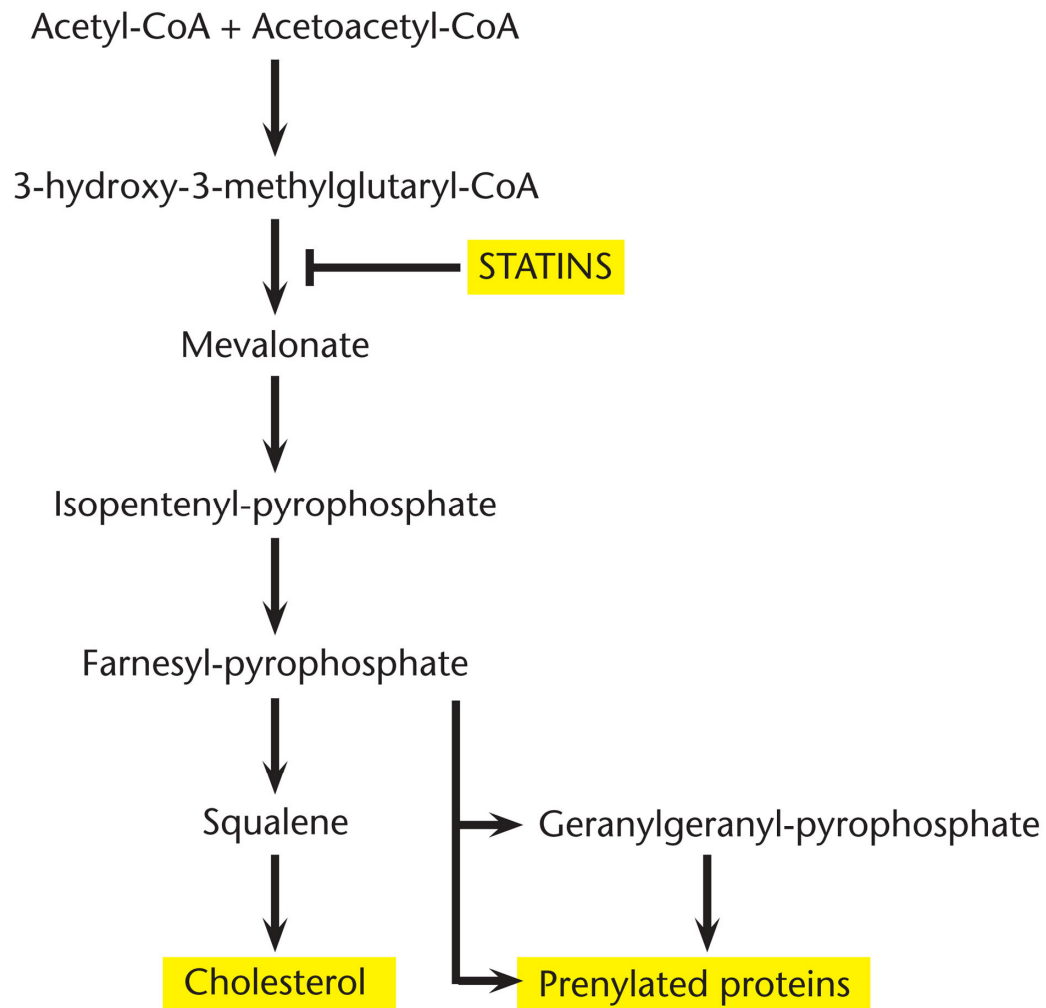 Acetyl-CoA + Acetoacetyl-CoA
3-hydroxy-3-methylglutaryl-CoA
STATINS
Mevalonate
Isopentenyl-pyrophosphate
Farnesyl-pyrophosphate
Squalene
Geranylgeranyl-pyrophosphate
Cholesterol
Prenylated proteins